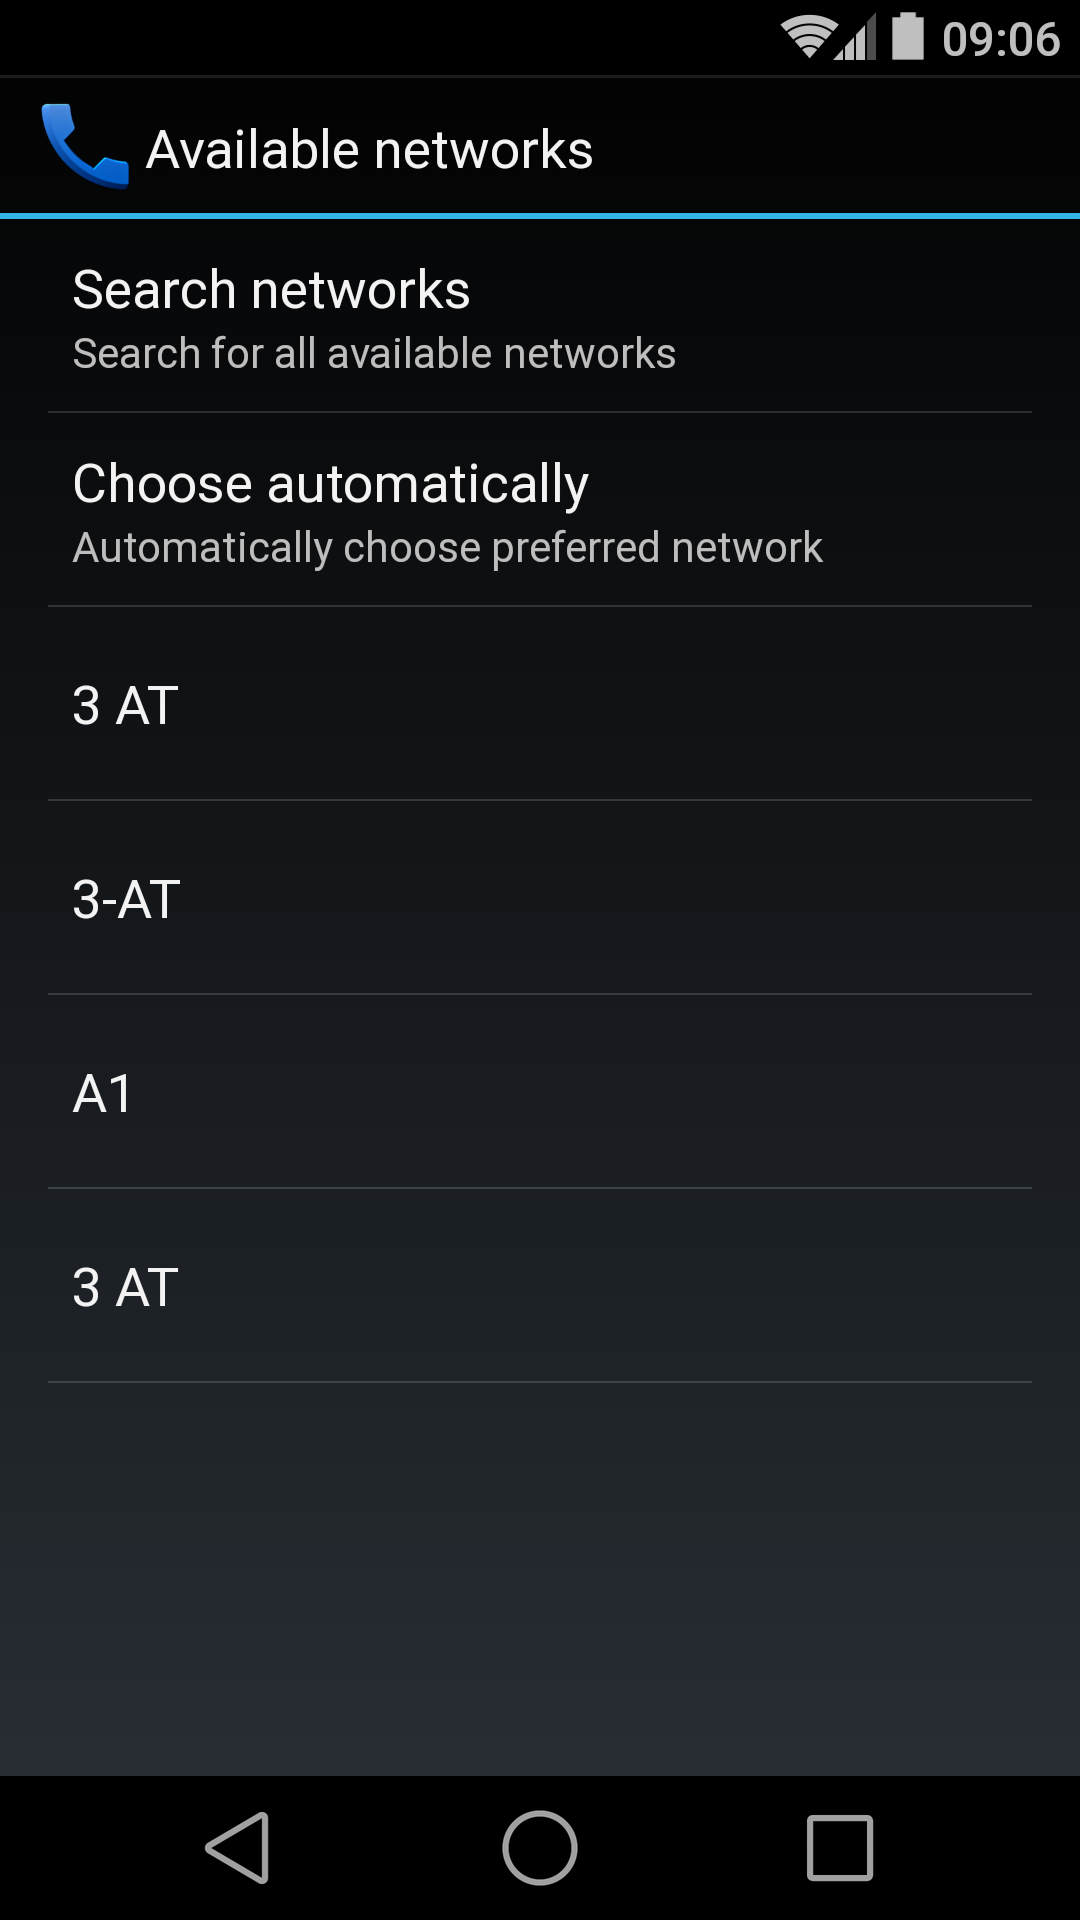 09:06
Available networks
Search networks
Search for all available networks
Choose automatically
Automatically choose preferred network
3 AT
3-AT
A1
3 AT